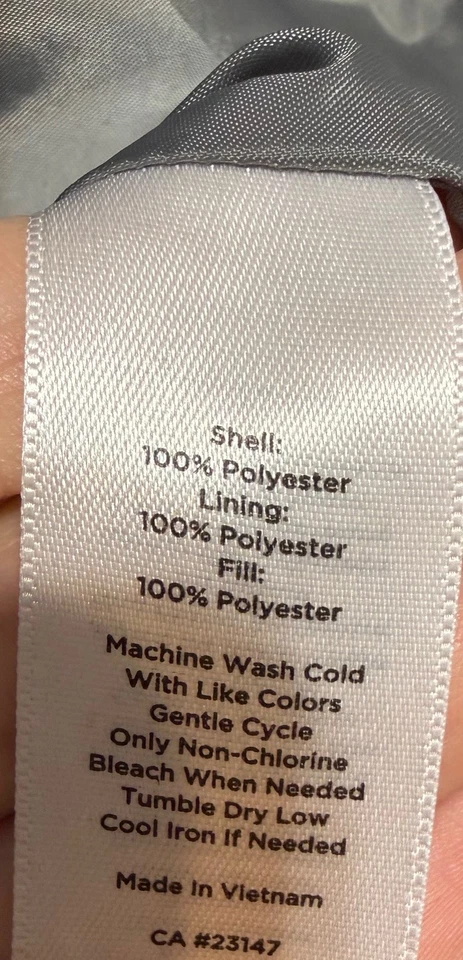 Shell:
100% Polyester
Lining:
100% Polyester
Fill:
100% Polyester
Machine Wash Cold
With Like Colors
Gentle Cycle
Only Non-Chlorine
Bleach When Needed
Tumble Dry Low
Cool Iron If Needed
Made In Vietnam
CA #23147